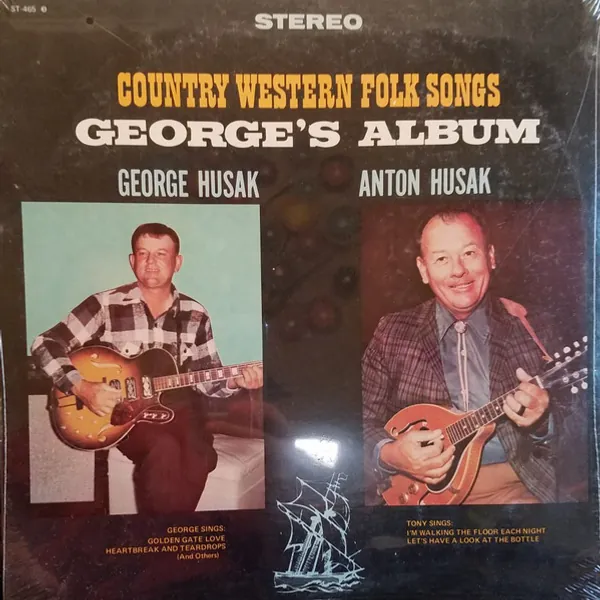 ST-465
STEREO
COUNTRY WESTERN FOLK SONGS
GEORGE'S ALBUM
GEORGE HUSAK
ANTON HUSAK
GEORGE SINGS:
GOLDEN GATE LOVE
HEARTBREAK AND TEARDROPS
(And Others)
TONY SINGS:
I'M WALKING THE FLOOR EACH NIGHT
LET'S HAVE A LOOK AT THE BOTTLE